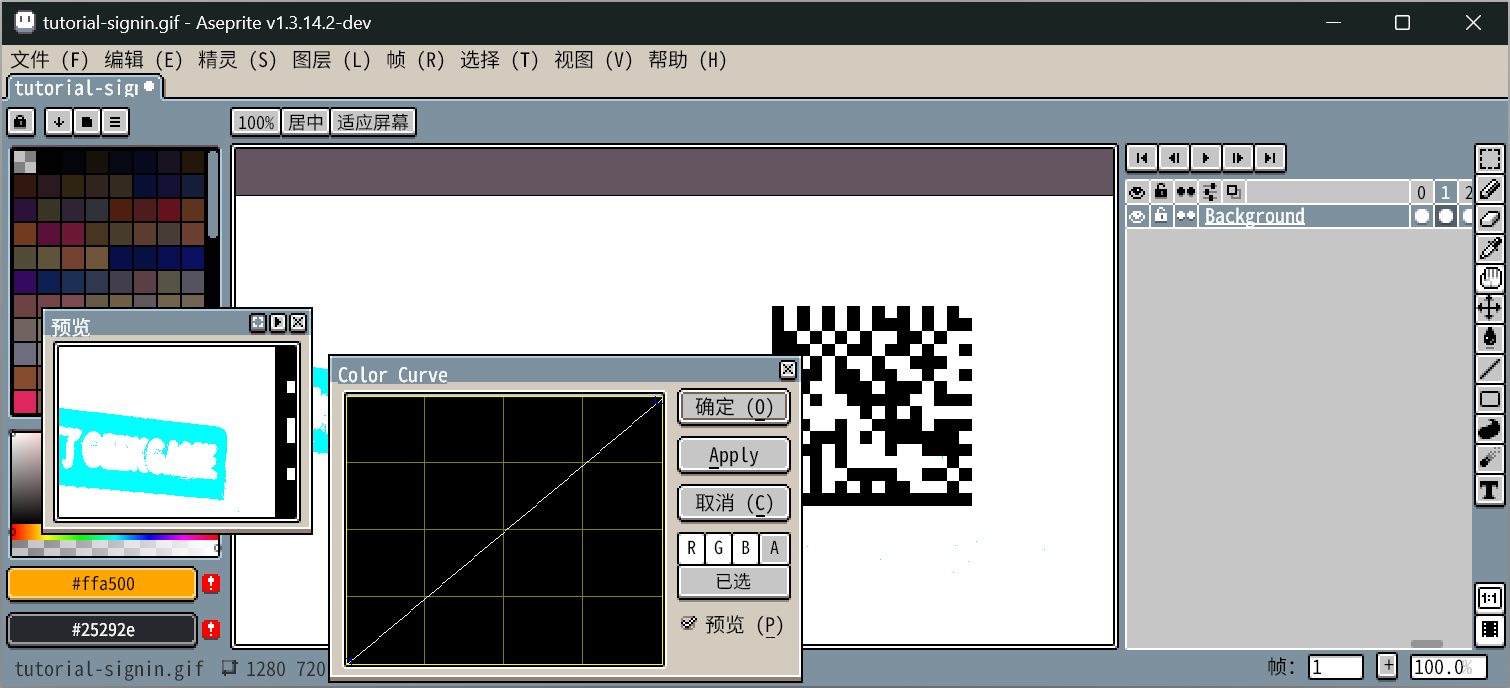 tutorial-signin.gif - Aseprite v1.3.14.2-dev
文件 (F) 编辑 (E) 精灵 (S) 图层 (L) 帧 (R) 选择 (T) 视图 (V) 帮助 (H)
100% 居中 适应屏幕
0 1 2
Background
预览
Color Curve
确定 (O)
Apply
取消 (C)
R G B A
已选
预览 (P)
#ffa500
#25292e
tutorial-signin.gif 1280 720
帧: 1 + 100.0%
1:1